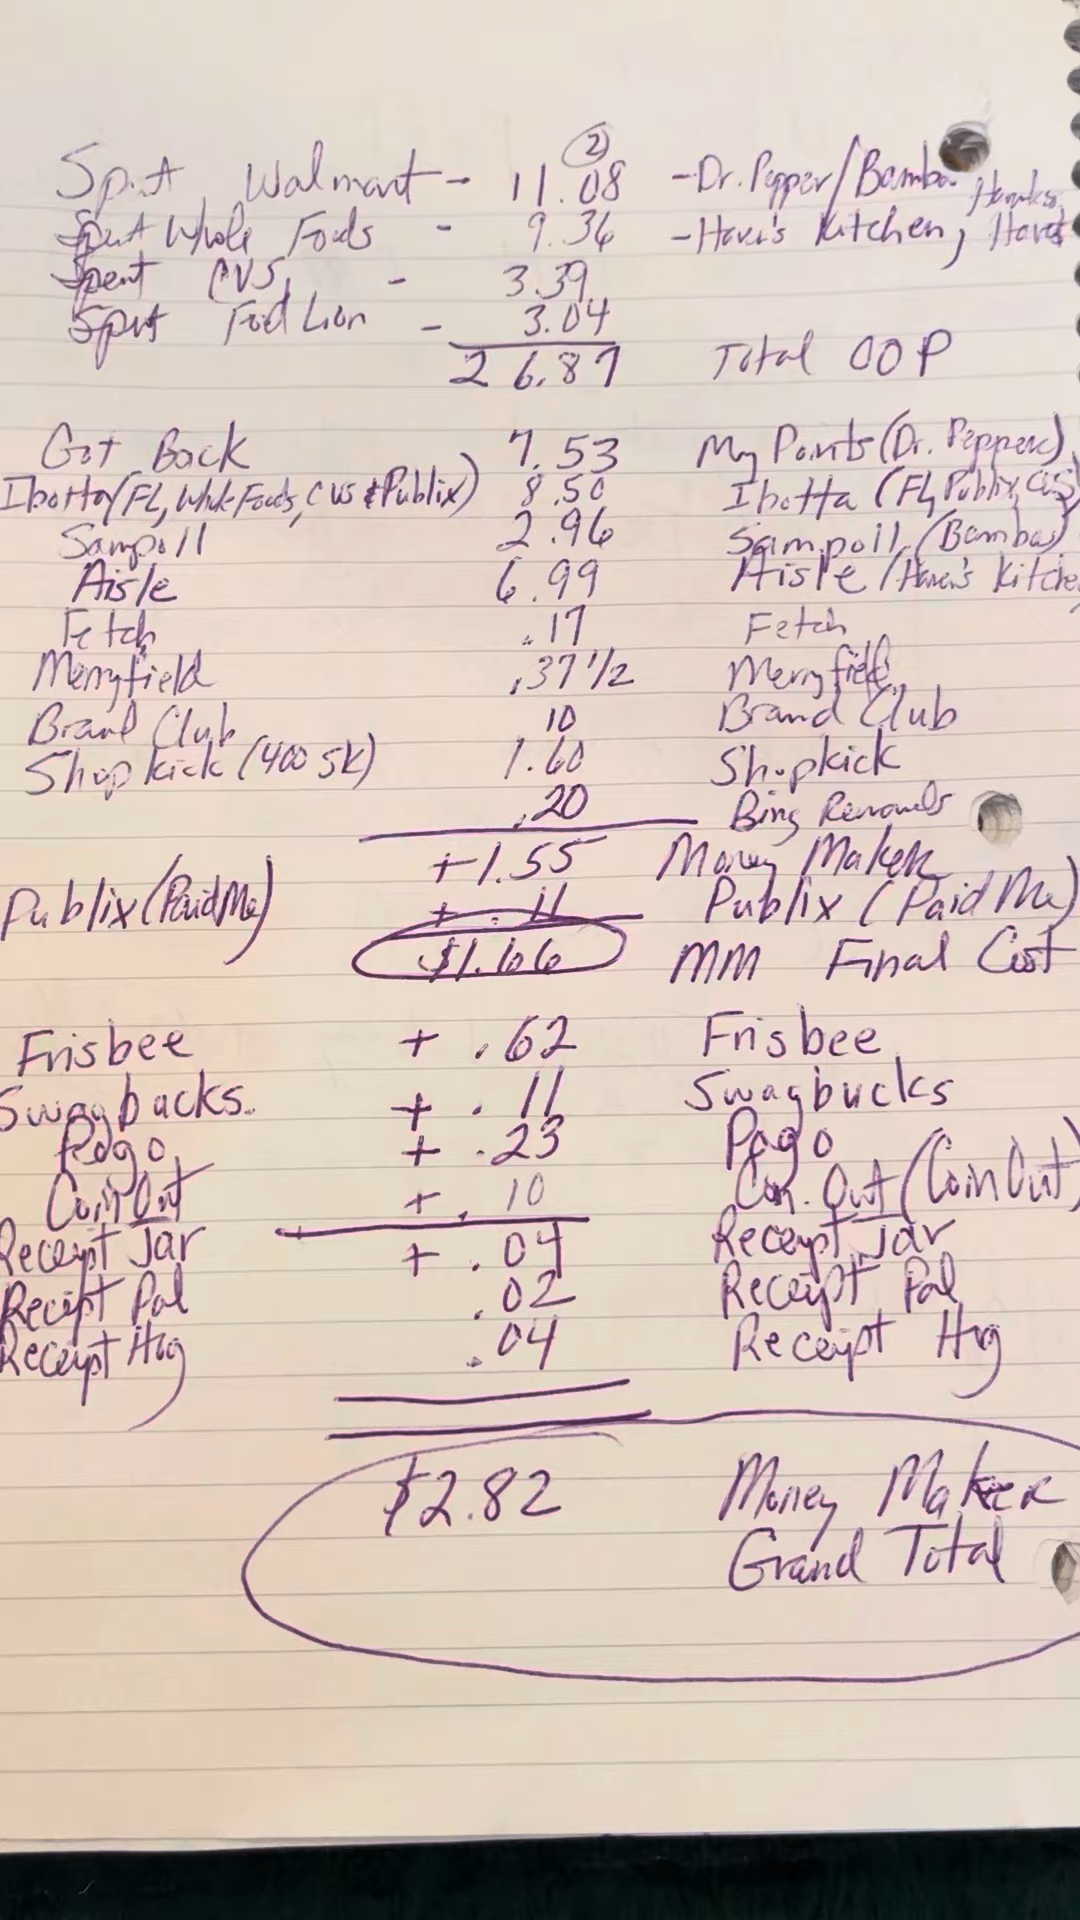 (2)
Spent Walmart - 11.08 - Dr. Pepper/Bamba
Spent Whole Foods - 9.36 - Haven's Kitchen,
Spent CVS, - 3.39
Spent Food Lion - 3.04
26.87 Total OOP
Got Back 7.53 My Points (Dr. Pepper)
Ibotta (FL, Whole Foods, CVS & Publix) 8.50 Ibotta (FL, Publix, CVS)
Sampoll 2.96 Sampoll (Bamba)
Aisle 6.99 Aisle (Haven's Kitchen
Fetch .17 Fetch
Merryfield .37 1/2 Merryfield
Brand Club 10 Brand Club
Shopkick (400 SK) 1.60 Shopkick
.20 Bing Rewards
+1.55 Money Maker
Publix (Paid Me) + .11 Publix (Paid Me)
$1.66 MM Final Cost
Frisbee + .62 Frisbee
Swagbucks + .11 Swagbucks
Pogo + .23 Pogo
Coin Out + .10 Coin Out (Coin Out)
Receipt Jar + .04 Receipt Jar
Receipt Pal .02 Receipt Pal
Receipt Hog .04 Receipt Hog
$2.82 Money Maker
Grand Total